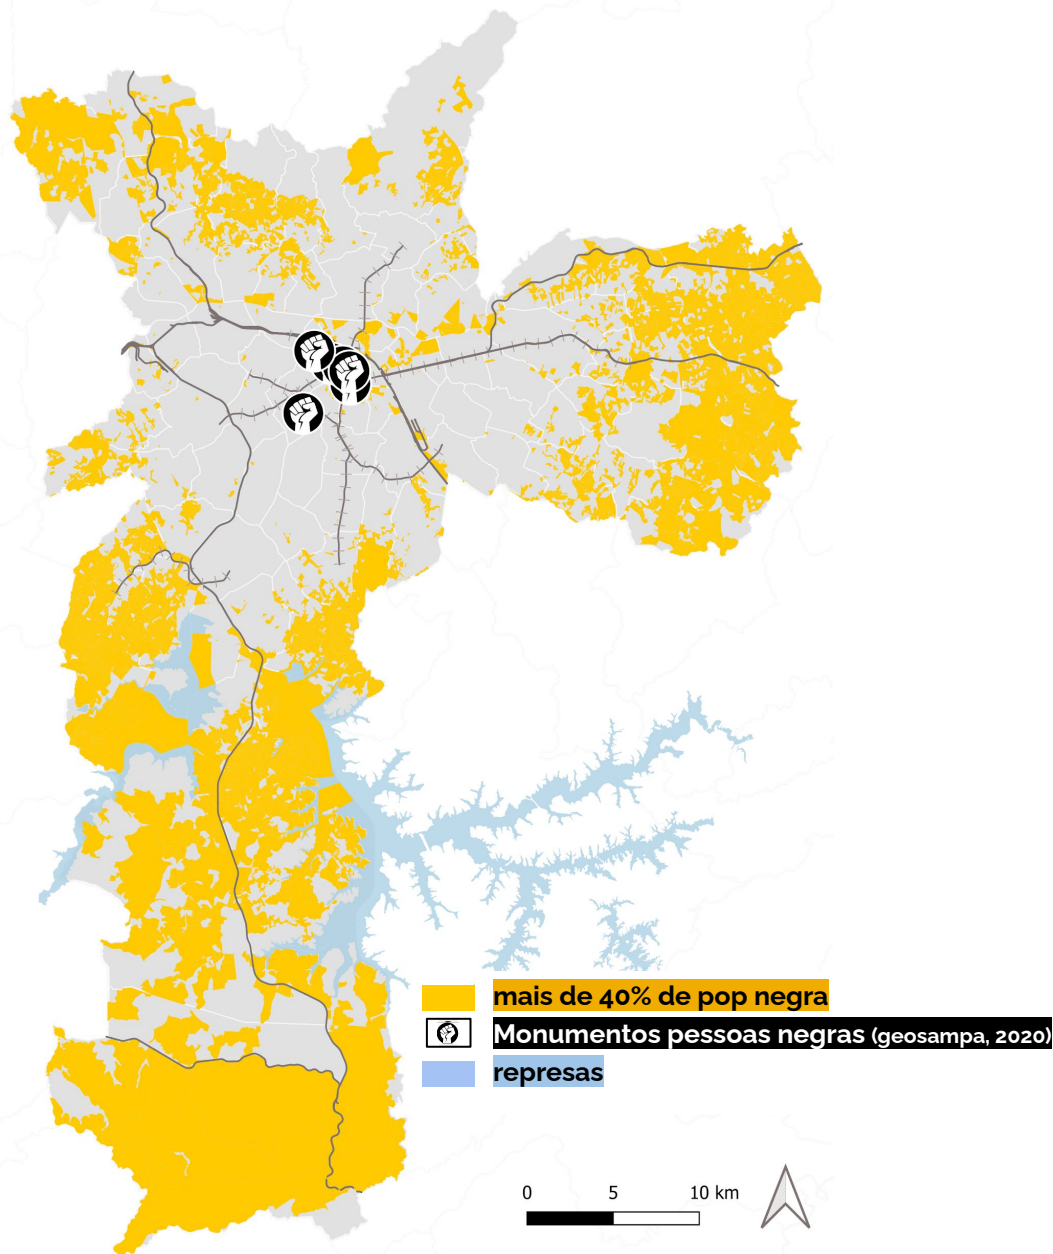 mais de 40% de pop negra
Monumentos pessoas negras (geosampa, 2020)
represas
0 5 10 km